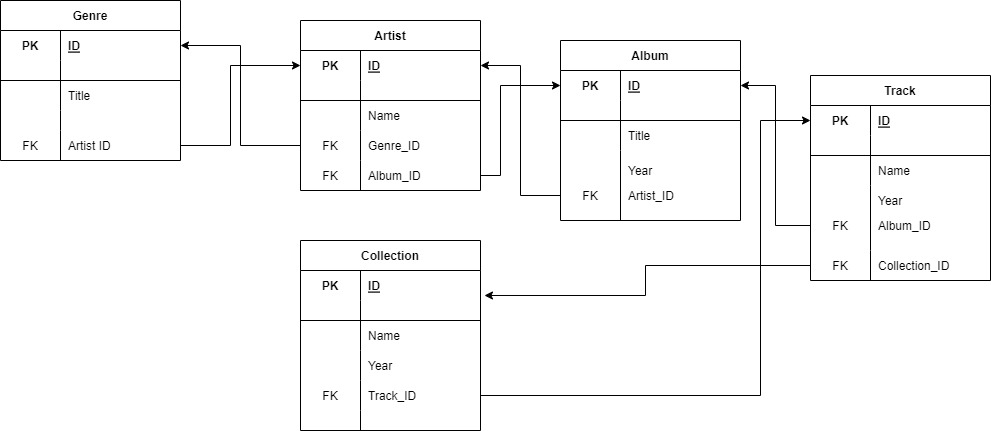 Genre
PK ID
Title
FK Artist ID
Artist
PK ID
Name
FK Genre_ID
FK Album_ID
Album
PK ID
Title
Year
FK Artist_ID
Track
PK ID
Name
Year
FK Album_ID
FK Collection_ID
Collection
PK ID
Name
Year
FK Track_ID